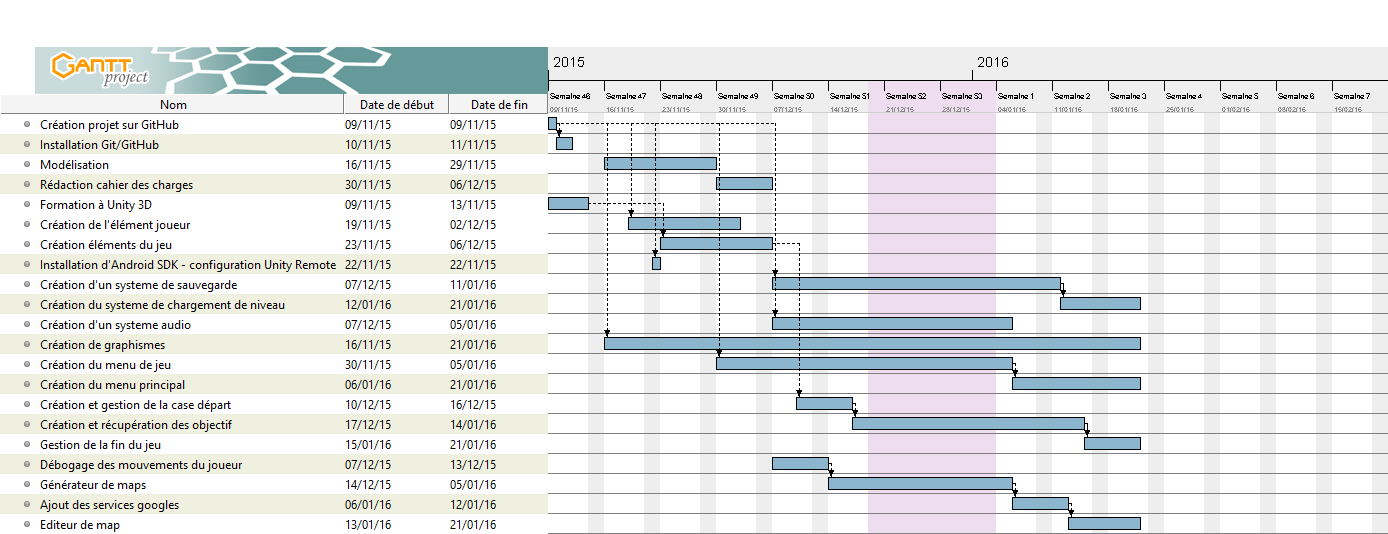 GANTT
project
2015 2016
Nom Date de début Date de fin
Semaine 46 Semaine 47 Semaine 48 Semaine 49 Semaine 50 Semaine 51 Semaine 52 Semaine 53 Semaine 1 Semaine 2 Semaine 3 Semaine 4 Semaine 5 Semaine 6 Semaine 7
09/11/15 16/11/15 23/11/15 30/11/15 07/12/15 14/12/15 21/12/15 28/12/15 04/01/16 11/01/16 18/01/16 25/01/16 01/02/16 08/02/16 15/02/16
Création projet sur GitHub 09/11/15 09/11/15
Installation Git/GitHub 10/11/15 11/11/15
Modélisation 16/11/15 29/11/15
Rédaction cahier des charges 30/11/15 06/12/15
Formation à Unity 3D 09/11/15 13/11/15
Création de l'élément joueur 19/11/15 02/12/15
Création éléments du jeu 23/11/15 06/12/15
Installation d'Android SDK - configuration Unity Remote 22/11/15 22/11/15
Création d'un systeme de sauvegarde 07/12/15 11/01/16
Création du systeme de chargement de niveau 12/01/16 21/01/16
Création d'un systeme audio 07/12/15 05/01/16
Création de graphismes 16/11/15 21/01/16
Création du menu de jeu 30/11/15 05/01/16
Création du menu principal 06/01/16 21/01/16
Création et gestion de la case départ 10/12/15 16/12/15
Création et récupération des objectif 17/12/15 14/01/16
Gestion de la fin du jeu 15/01/16 21/01/16
Débogage des mouvements du joueur 07/12/15 13/12/15
Générateur de maps 14/12/15 05/01/16
Ajout des services googles 06/01/16 12/01/16
Editeur de map 13/01/16 21/01/16